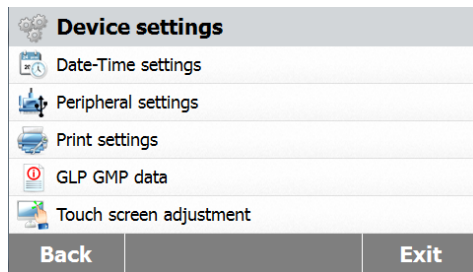 Device settings
Date-Time settings
Peripheral settings
Print settings
GLP GMP data
Touch screen adjustment
Back Exit